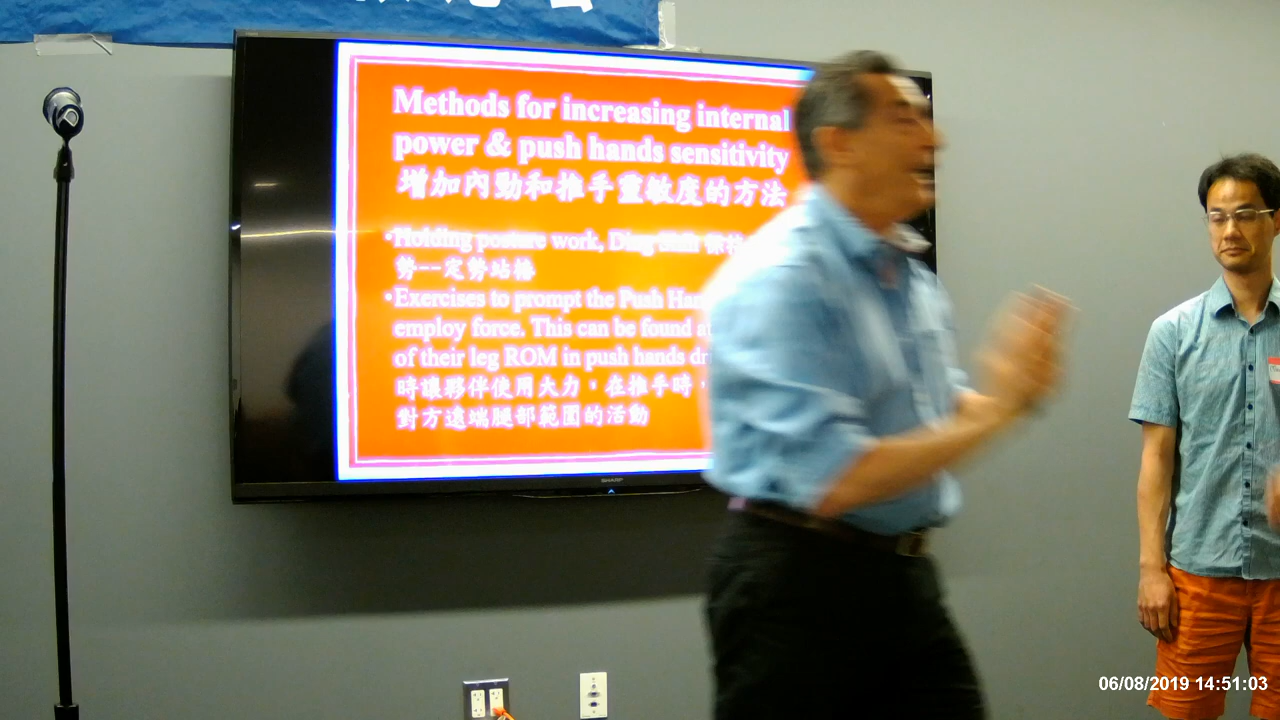 Methods for increasing internal
power & push hands sensitivity
增加內動和推手靈敏度的方法
•Holding posture work, Ding
勢--定勢站樁
•Exercises to prompt the Push
employ force. This can be found
of their leg ROM in push hands
時讓夥伴使用大力，在推手時，
對方遠端腿部範圍的活動
SHARP
06/08/2019 14:51:03